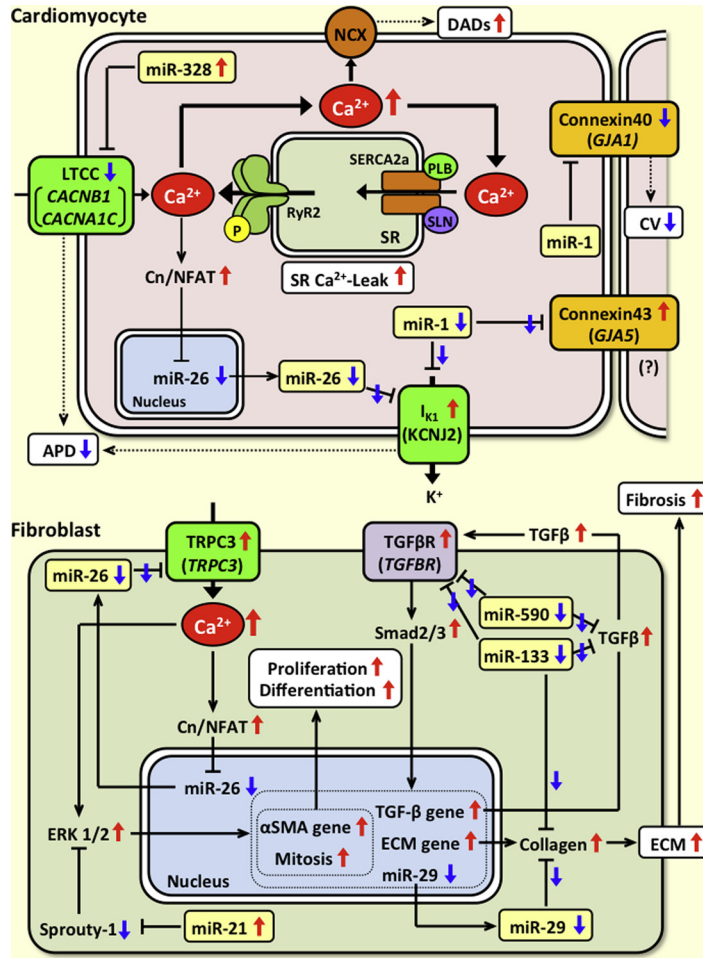 Cardiomyocyte
NCX
DADs
miR-328
Ca²⁺
Connexin40
(GJA1)
LTCC
CACNB1
CACNA1C
Ca²⁺
SERCA2a
PLB
Ca²⁺
RyR2
P
SLN
SR
CV
miR-1
Cn/NFAT
SR Ca²⁺-Leak
miR-1
Connexin43
(GJA5)
(?)
miR-26
Nucleus
miR-26
IK1
(KCNJ2)
APD
K⁺
Fibrosis
Fibroblast
TRPC3
(TRPC3)
TGFβR
(TGFBR)
TGFβ
miR-26
Ca²⁺
miR-590
Smad2/3
TGFβ
miR-133
Proliferation
Differentiation
Cn/NFAT
miR-26
TGF-β gene
ERK 1/2
αSMA gene
ECM gene
Collagen
ECM
Mitosis
miR-29
Nucleus
Sprouty-1
miR-21
miR-29